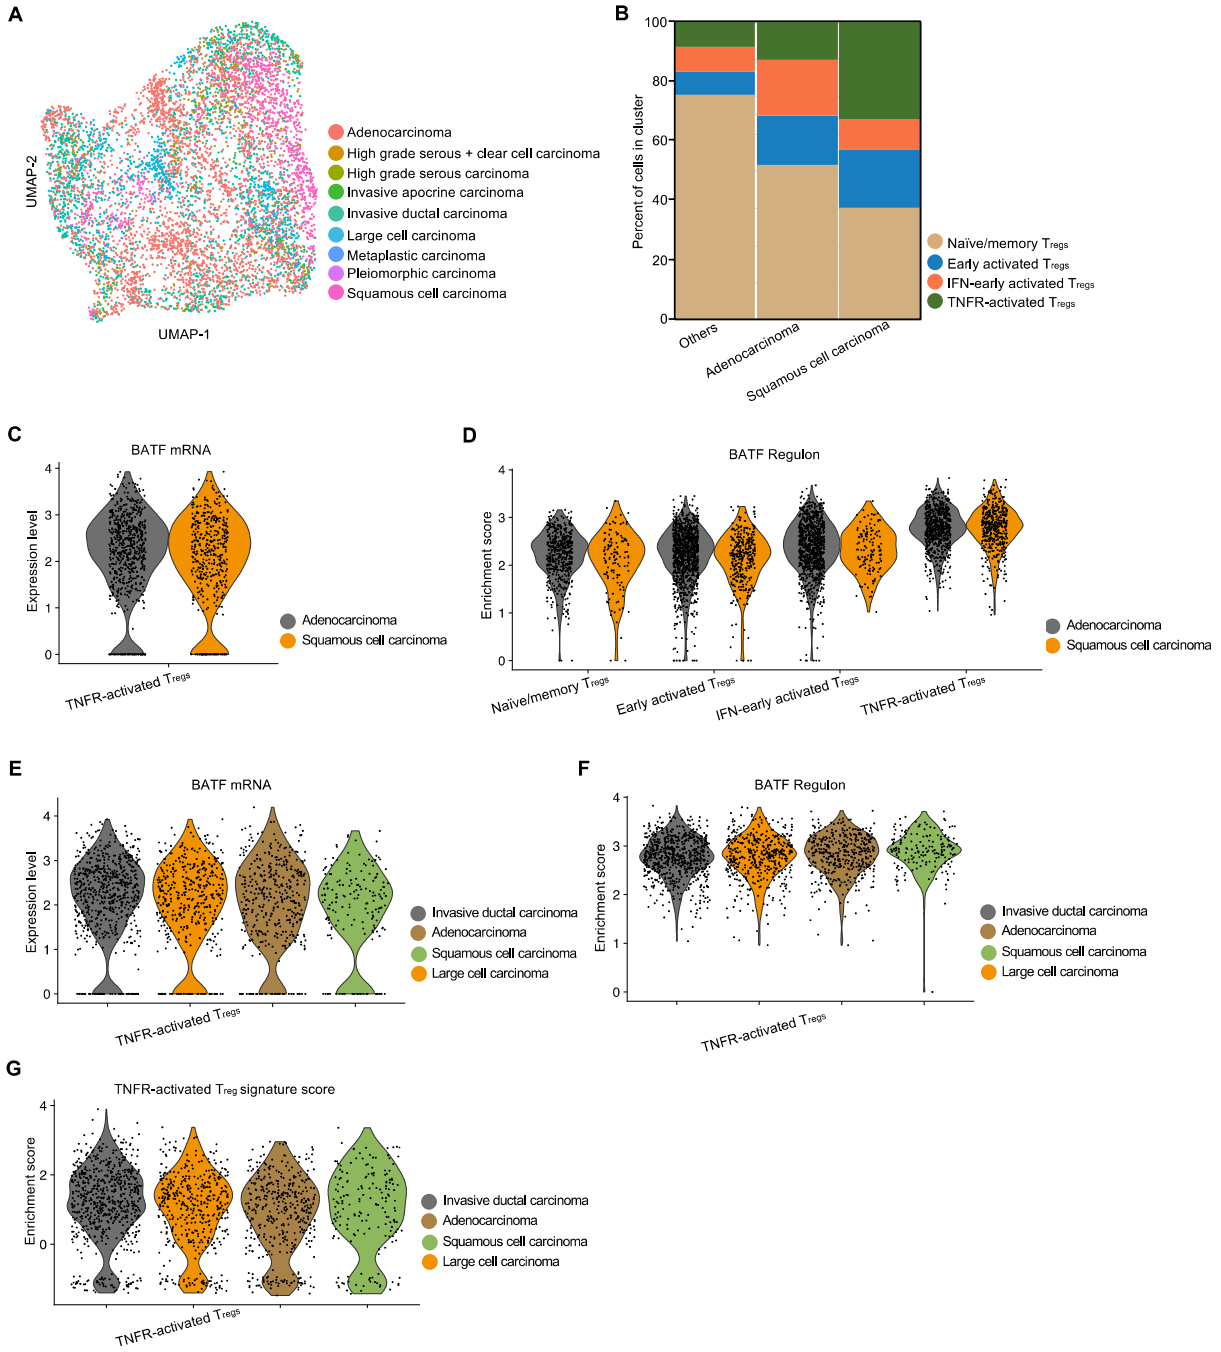 A
UMAP-2
UMAP-1
Adenocarcinoma
High grade serous + clear cell carcinoma
High grade serous carcinoma
Invasive apocrine carcinoma
Invasive ductal carcinoma
Large cell carcinoma
Metaplastic carcinoma
Pleiomorphic carcinoma
Squamous cell carcinoma
B
Percent of cells in cluster
100
80
60
40
20
0
Others
Adenocarcinoma
Squamous cell carcinoma
Naïve/memory Tregs
Early activated Tregs
IFN-early activated Tregs
TNFR-activated Tregs
C
BATF mRNA
Expression level
4
3
2
1
0
TNFR-activated Tregs
Adenocarcinoma
Squamous cell carcinoma
D
BATF Regulon
Enrichment score
4
3
2
1
0
Naïve/memory Tregs
Early activated Tregs
IFN-early activated Tregs
TNFR-activated Tregs
Adenocarcinoma
Squamous cell carcinoma
E
BATF mRNA
Expression level
4
3
2
1
0
TNFR-activated Tregs
Invasive ductal carcinoma
Adenocarcinoma
Squamous cell carcinoma
Large cell carcinoma
F
BATF Regulon
Enrichment score
4
3
2
1
0
TNFR-activated Tregs
Invasive ductal carcinoma
Adenocarcinoma
Squamous cell carcinoma
Large cell carcinoma
G
TNFR-activated Treg signature score
Enrichment score
4
2
0
TNFR-activated Tregs
Invasive ductal carcinoma
Adenocarcinoma
Squamous cell carcinoma
Large cell carcinoma